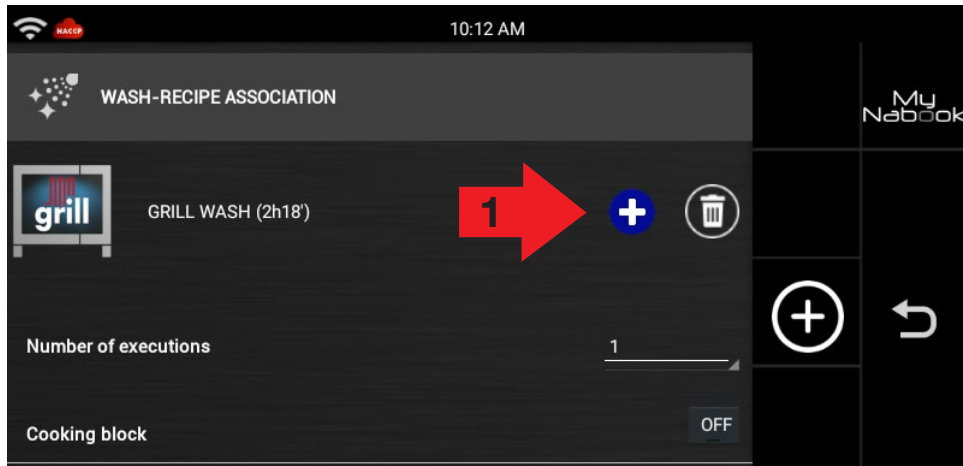 HACCP
10:12 AM
WASH-RECIPE ASSOCIATION
My
Nabook
grill
GRILL WASH (2h18')
1
Number of executions
1
Cooking block
OFF